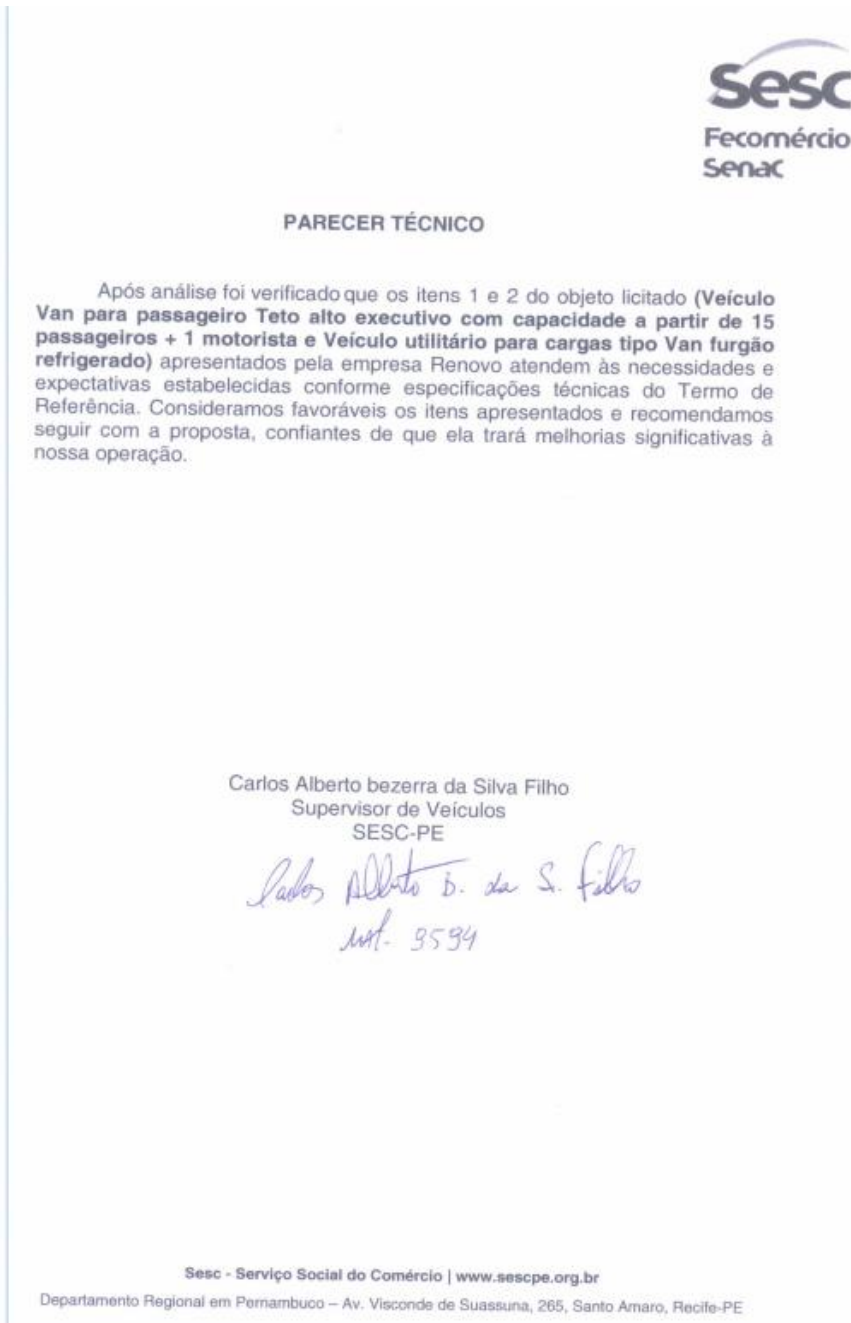 Sesc
Fecomércio
Senac
PARECER TÉCNICO
Após análise foi verificado que os itens 1 e 2 do objeto licitado (Veículo
Van para passageiro Teto alto executivo com capacidade a partir de 15
passageiros + 1 motorista e Veículo utilitário para cargas tipo Van furgão
refrigerado) apresentados pela empresa Renovo atendem às necessidades e
expectativas estabelecidas conforme especificações técnicas do Termo de
Referência. Consideramos favoráveis os itens apresentados e recomendamos
seguir com a proposta, confiantes de que ela trará melhorias significativas à
nossa operação.
Carlos Alberto bezerra da Silva Filho
Supervisor de Veículos
SESC-PE
Carlos Alberto B. da S. Filho
Mat. 9594
Sesc - Serviço Social do Comércio | www.sescpe.org.br
Departamento Regional em Pernambuco – Av. Visconde de Suassuna, 265, Santo Amaro, Recife-PE